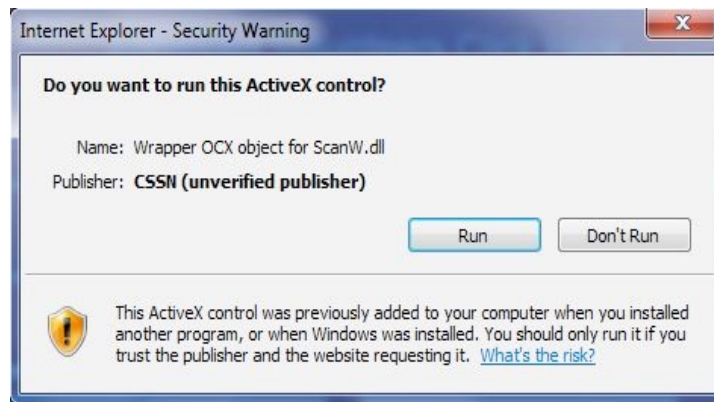 Internet Explorer - Security Warning
X
Do you want to run this ActiveX control?
Name: Wrapper OCX object for ScanW.dll
Publisher: CSSN (unverified publisher)
Run Don't Run
This ActiveX control was previously added to your computer when you installed
another program, or when Windows was installed. You should only run it if you
trust the publisher and the website requesting it. What's the risk?